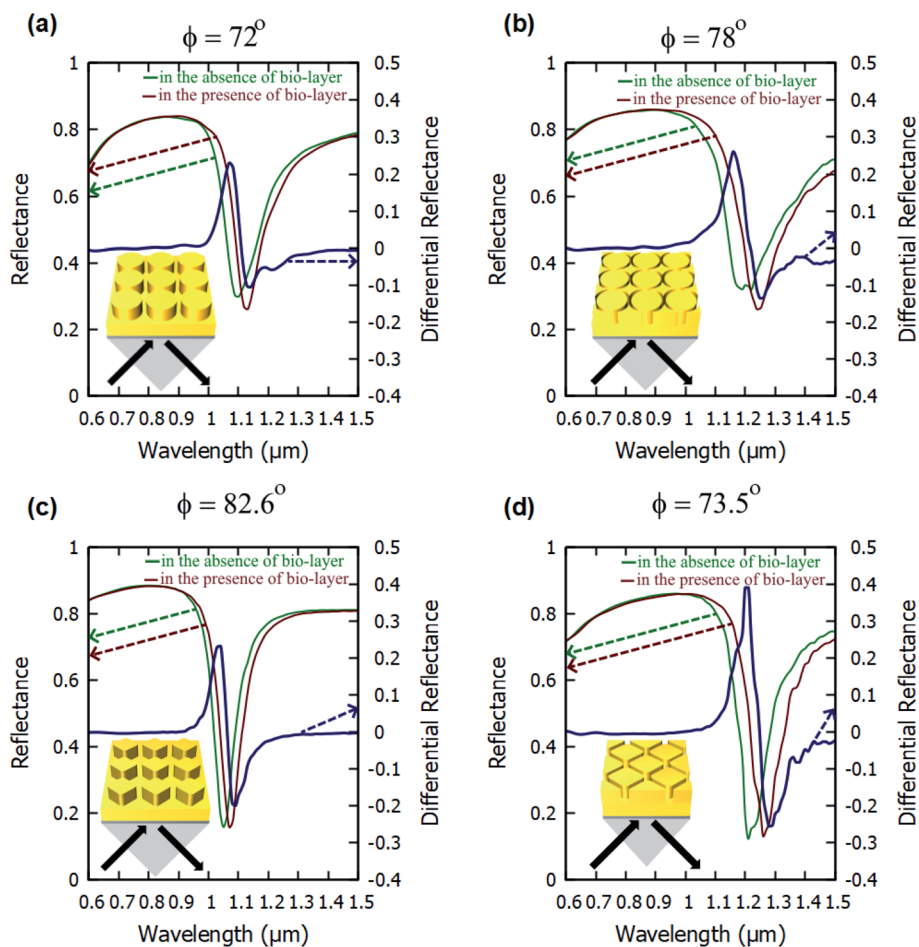 (a)
ϕ = 72°
in the absence of bio-layer
in the presence of bio-layer
Reflectance
1
0.8
0.6
0.4
0.2
0
0.5
0.4
0.3
0.2
0.1
0
-0.1
-0.2
-0.3
-0.4
Differential Reflectance
0.6 0.7 0.8 0.9 1 1.1 1.2 1.3 1.4 1.5
Wavelength (µm)
(b)
ϕ = 78°
in the absence of bio-layer
in the presence of bio-layer
Reflectance
1
0.8
0.6
0.4
0.2
0
0.5
0.4
0.3
0.2
0.1
0
-0.1
-0.2
-0.3
-0.4
Differential Reflectance
0.6 0.7 0.8 0.9 1 1.1 1.2 1.3 1.4 1.5
Wavelength (µm)
(c)
ϕ = 82.6°
in the absence of bio-layer
in the presence of bio-layer
Reflectance
1
0.8
0.6
0.4
0.2
0
0.5
0.4
0.3
0.2
0.1
0
-0.1
-0.2
-0.3
-0.4
Differential Reflectance
0.6 0.7 0.8 0.9 1 1.1 1.2 1.3 1.4 1.5
Wavelength (µm)
(d)
ϕ = 73.5°
in the absence of bio-layer
in the presence of bio-layer
Reflectance
1
0.8
0.6
0.4
0.2
0
0.5
0.4
0.3
0.2
0.1
0
-0.1
-0.2
-0.3
-0.4
Differential Reflectance
0.6 0.7 0.8 0.9 1 1.1 1.2 1.3 1.4 1.5
Wavelength (µm)